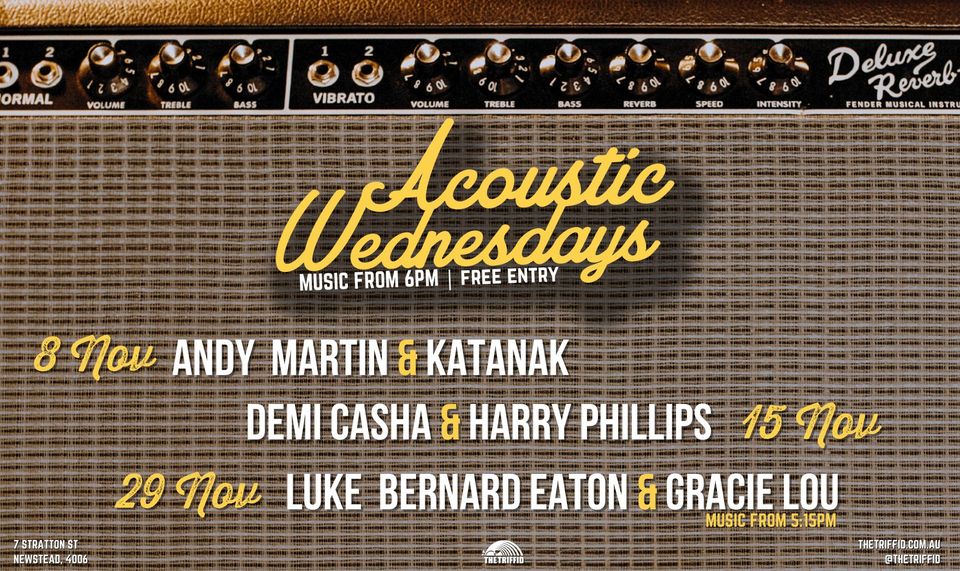 1 2 1 2 Deluxe
NORMAL VOLUME TREBLE BASS VIBRATO VOLUME TREBLE BASS REVERB SPEED INTENSITY Reverb
FENDER MUSICAL INSTRU
Acoustic
Wednesdays
MUSIC FROM 6PM | FREE ENTRY
8 Nov ANDY MARTIN & KATANAK
DEMI CASHA & HARRY PHILLIPS 15 Nov
29 Nov LUKE BERNARD EATON & GRACIE LOU
MUSIC FROM 5:15PM
7 STRATTON ST
NEWSTEAD, 4006
THE TRIFFID
THETRIFFID.COM.AU
@THETRIFFID